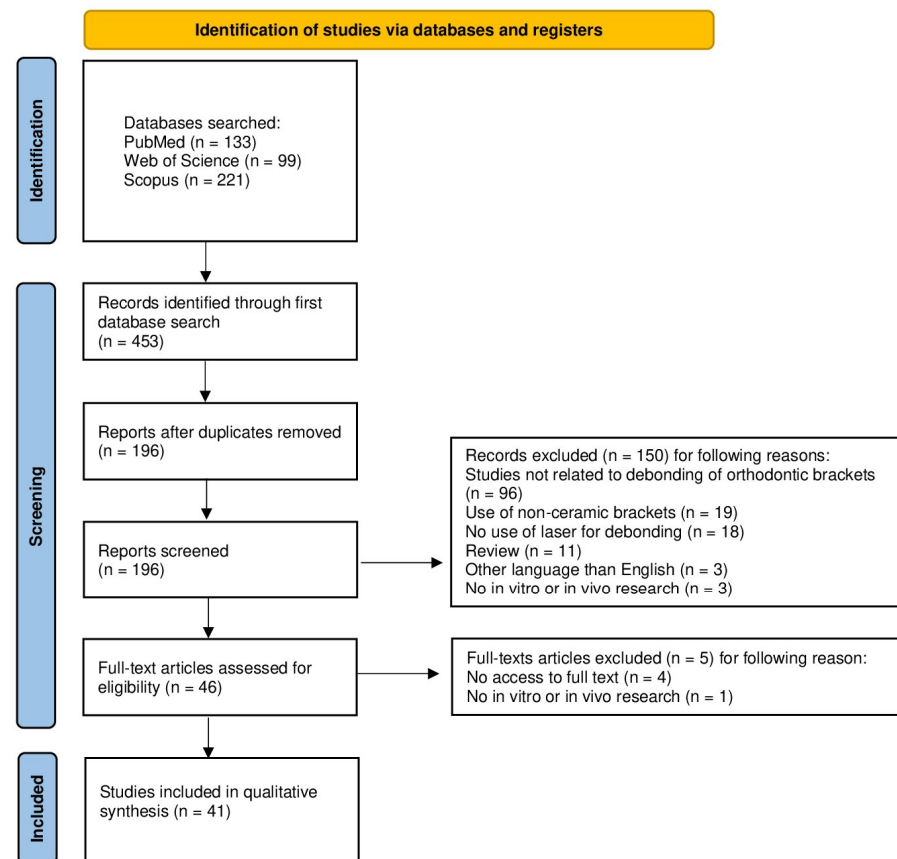 Identification of studies via databases and registers
Identification
Databases searched:
PubMed (n = 133)
Web of Science (n = 99)
Scopus (n = 221)
Screening
Records identified through first
database search
(n = 453)
Reports after duplicates removed
(n = 196)
Reports screened
(n = 196)
Records excluded (n = 150) for following reasons:
Studies not related to debonding of orthodontic brackets
(n = 96)
Use of non-ceramic brackets (n = 19)
No use of laser for debonding (n = 18)
Review (n = 11)
Other language than English (n = 3)
No in vitro or in vivo research (n = 3)
Full-text articles assessed for
eligibility (n = 46)
Full-texts articles excluded (n = 5) for following reason:
No access to full text (n = 4)
No in vitro or in vivo research (n = 1)
Included
Studies included in qualitative
synthesis (n = 41)